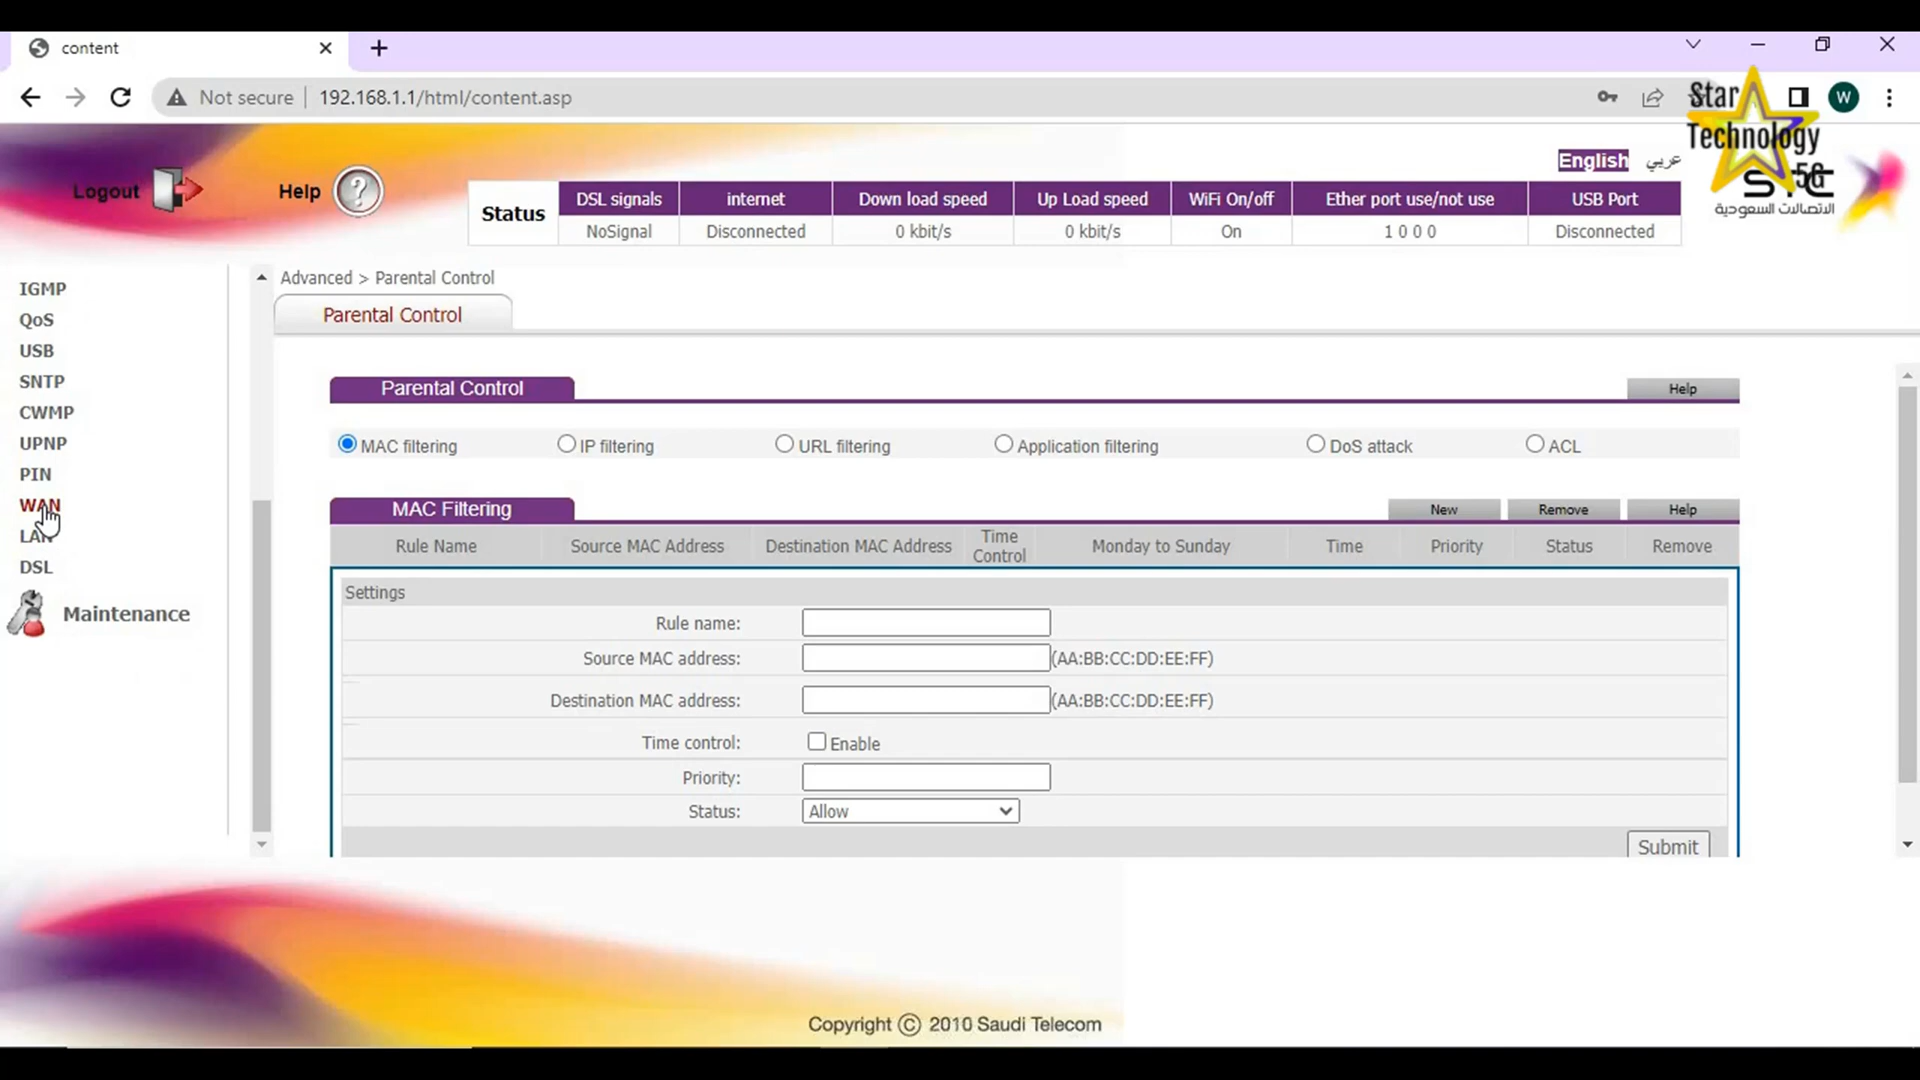 content
Not secure
192.168.1.1/html/content.asp
W
Star
Technology
English عربي
stc
5G
الاتصالات السعودية
Logout
Help
Status
DSL signals internet Down load speed Up Load speed WiFi On/off Ether port use/not use USB Port
NoSignal Disconnected 0 kbit/s 0 kbit/s On 1 0 0 0 Disconnected
IGMP
QoS
USB
SNTP
CWMP
UPNP
PIN
WAN
LAN
DSL
Maintenance
Advanced > Parental Control
Parental Control
Parental Control Help
MAC filtering IP filtering URL filtering Application filtering DoS attack ACL
MAC Filtering New Remove Help
Rule Name Source MAC Address Destination MAC Address Time Control Monday to Sunday Time Priority Status Remove
Settings
Rule name:
Source MAC address: (AA:BB:CC:DD:EE:FF)
Destination MAC address: (AA:BB:CC:DD:EE:FF)
Time control: Enable
Priority:
Status: Allow
Submit
Copyright © 2010 Saudi Telecom